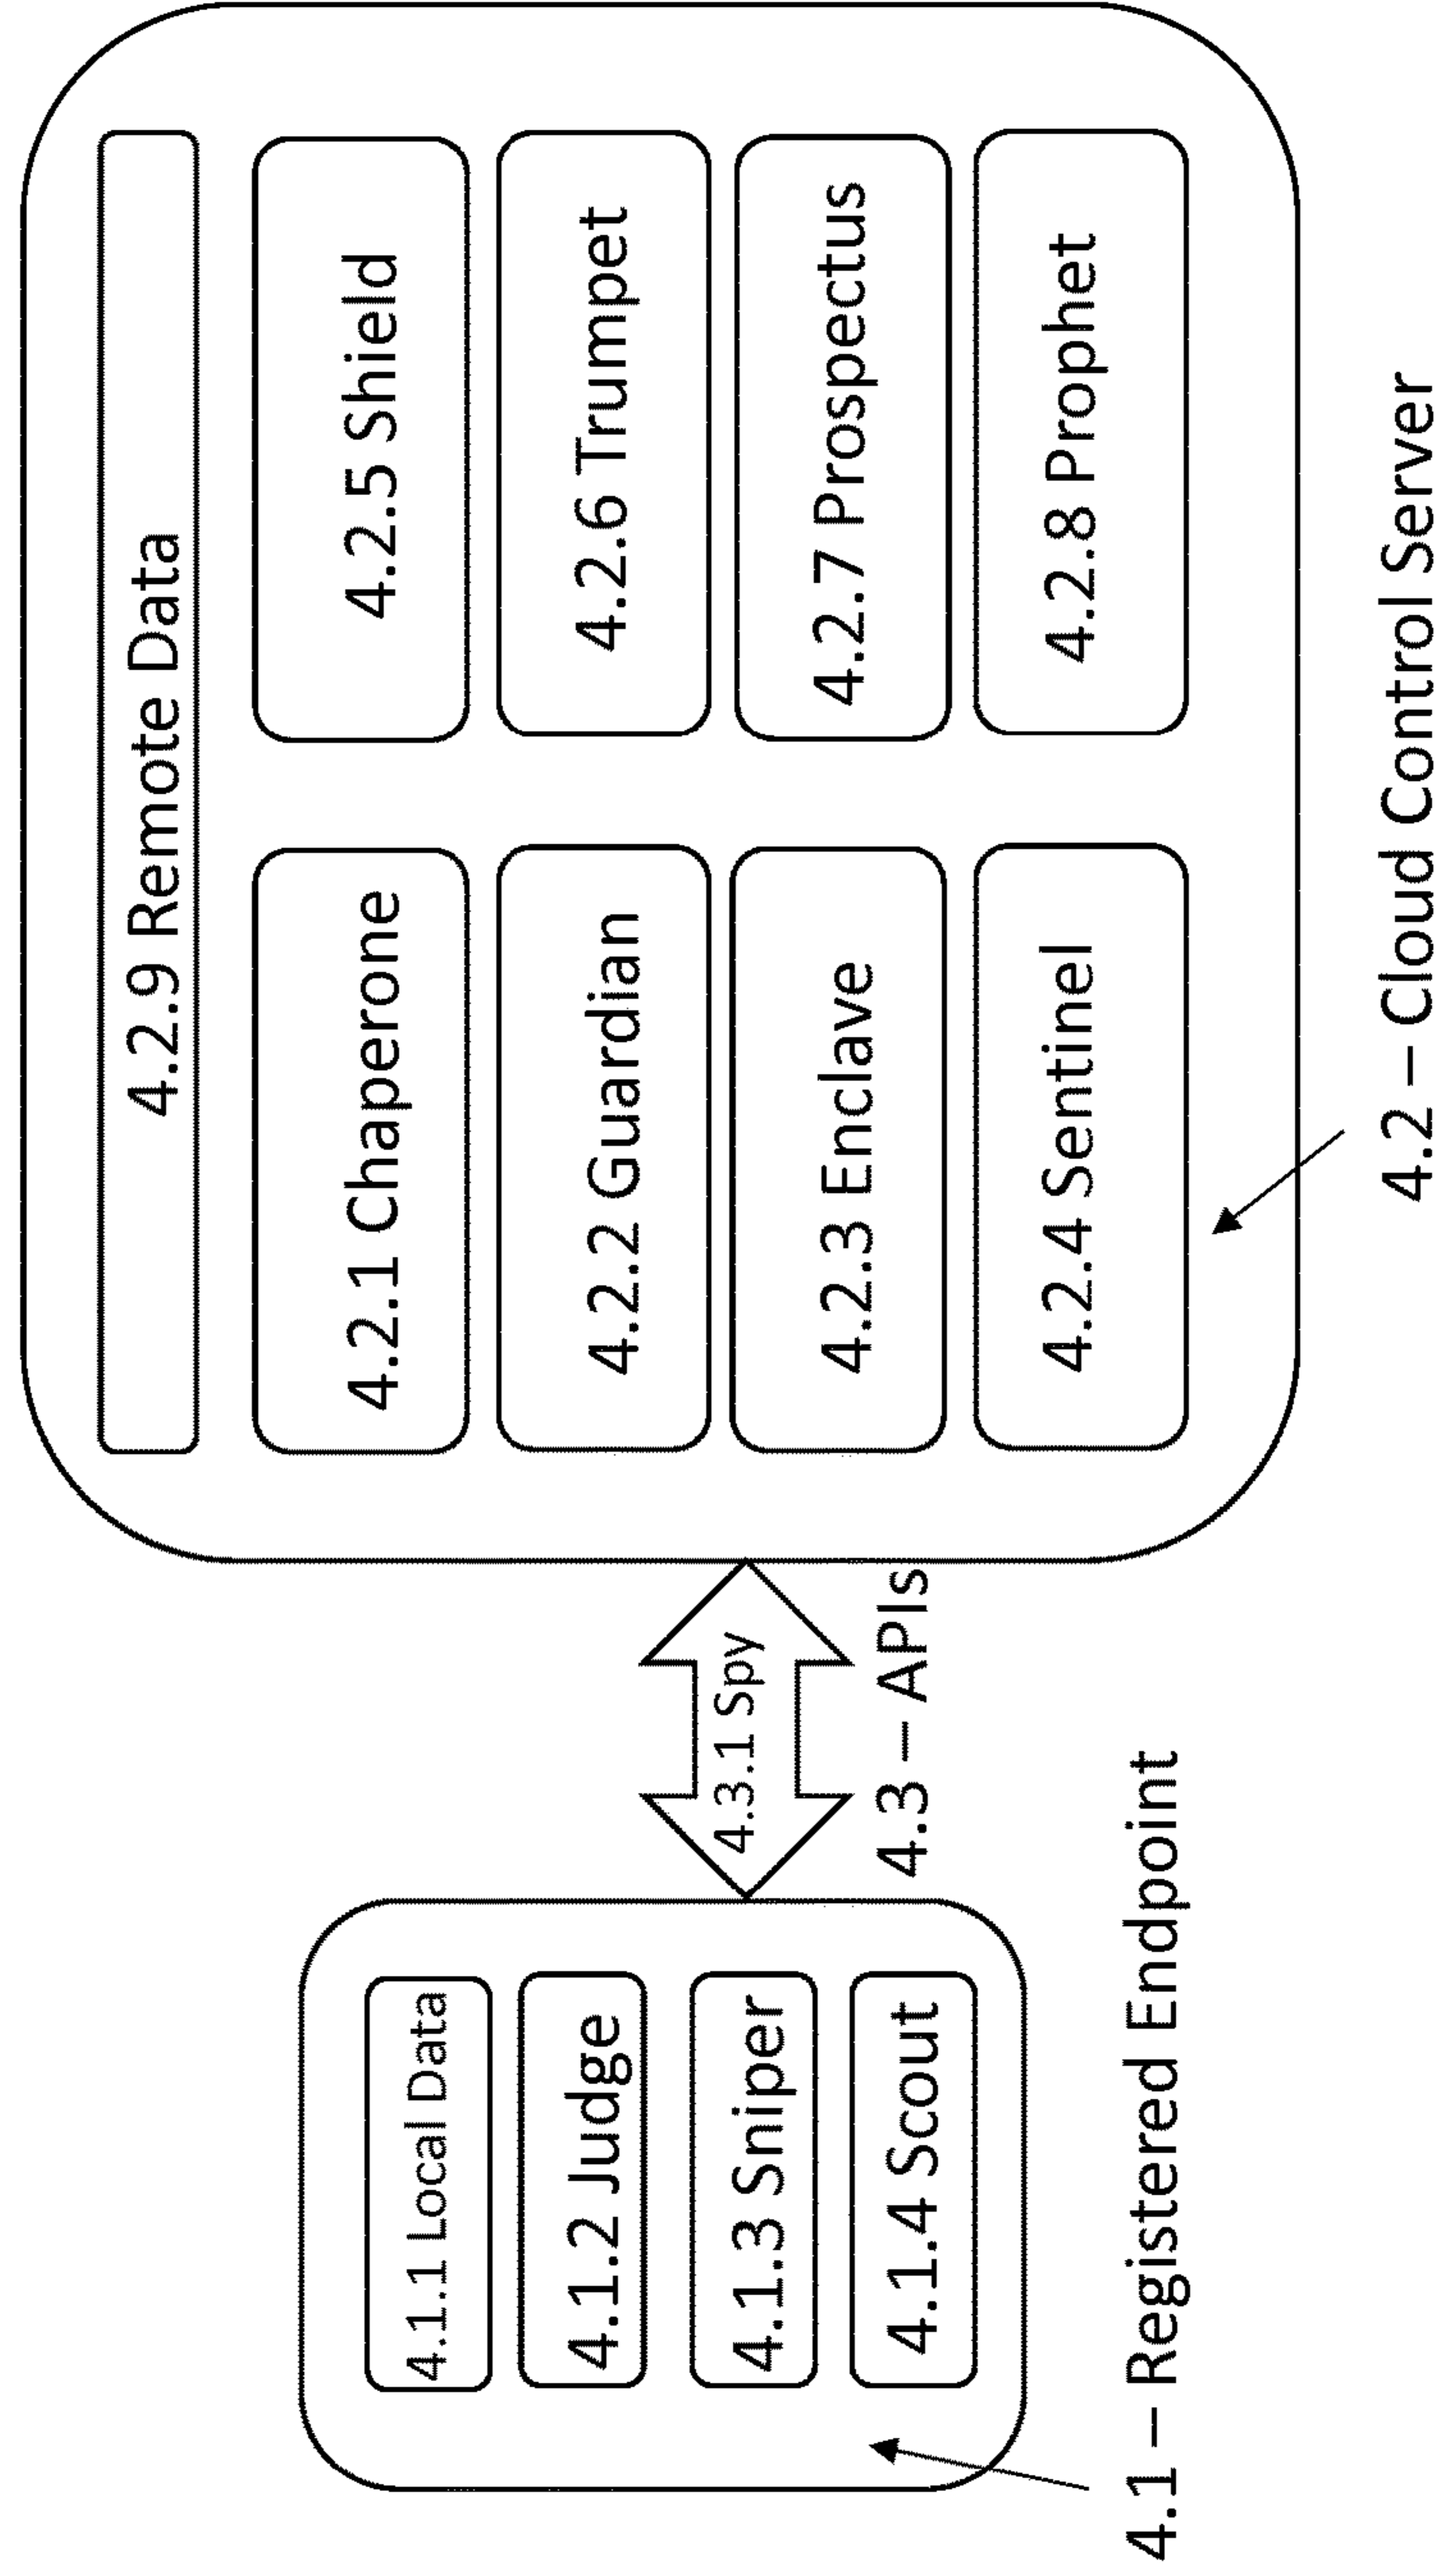 4.1.1 Local Data
4.1.2 Judge
4.1.3 Sniper
4.1.4 Scout
4.1 – Registered Endpoint
4.3.1 Spy
4.3 – APIs
4.2.9 Remote Data
4.2.1 Chaperone
4.2.5 Shield
4.2.2 Guardian
4.2.6 Trumpet
4.2.3 Enclave
4.2.7 Prospectus
4.2.4 Sentinel
4.2.8 Prophet
4.2 – Cloud Control Server